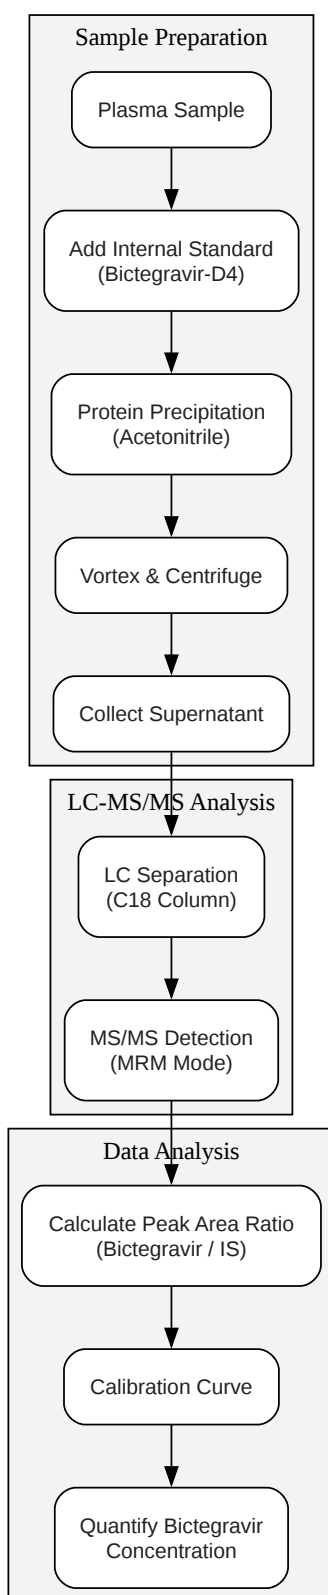 Sample Preparation
Plasma Sample
Add Internal Standard
(Bictegravir-D4)
Protein Precipitation
(Acetonitrile)
Vortex & Centrifuge
Collect Supernatant
LC-MS/MS Analysis
LC Separation
(C18 Column)
MS/MS Detection
(MRM Mode)
Data Analysis
Calculate Peak Area Ratio
(Bictegravir / IS)
Calibration Curve
Quantify Bictegravir
Concentration